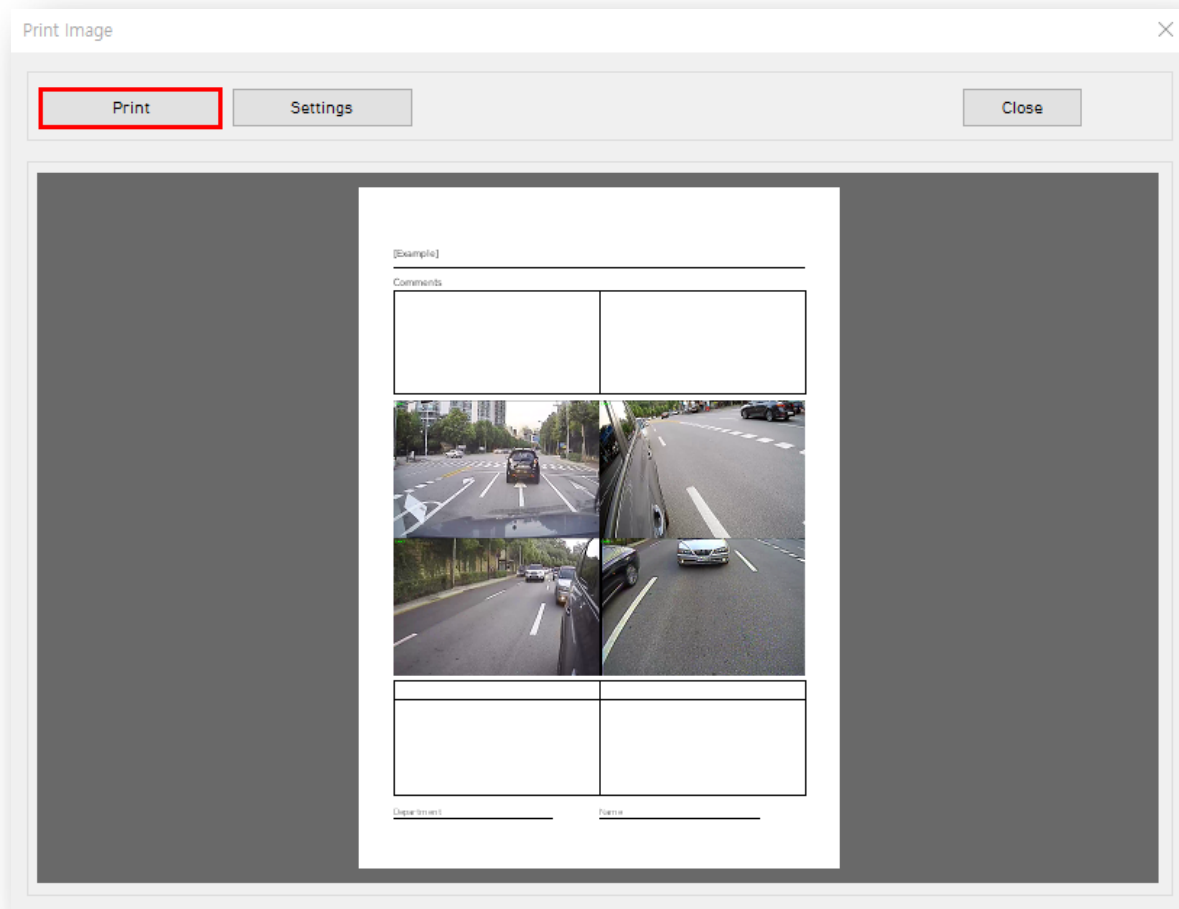 Print Image
Print
Settings
Close
[Example]
Comments
Department
Name